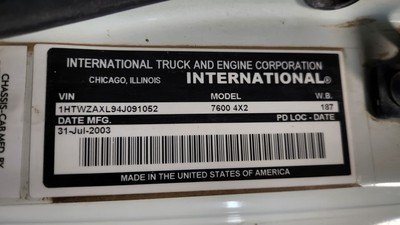 INTERNATIONAL TRUCK AND ENGINE CORPORATION
CHICAGO, ILLINOIS INTERNATIONAL®
VIN MODEL W.B.
1HTWZAXL94J091052 7600 4X2 187
DATE MFG. PD LOC - DATE
31-Jul-2003
MADE IN THE UNITED STATES OF AMERICA
CHASSIS-CAB MFD. BY